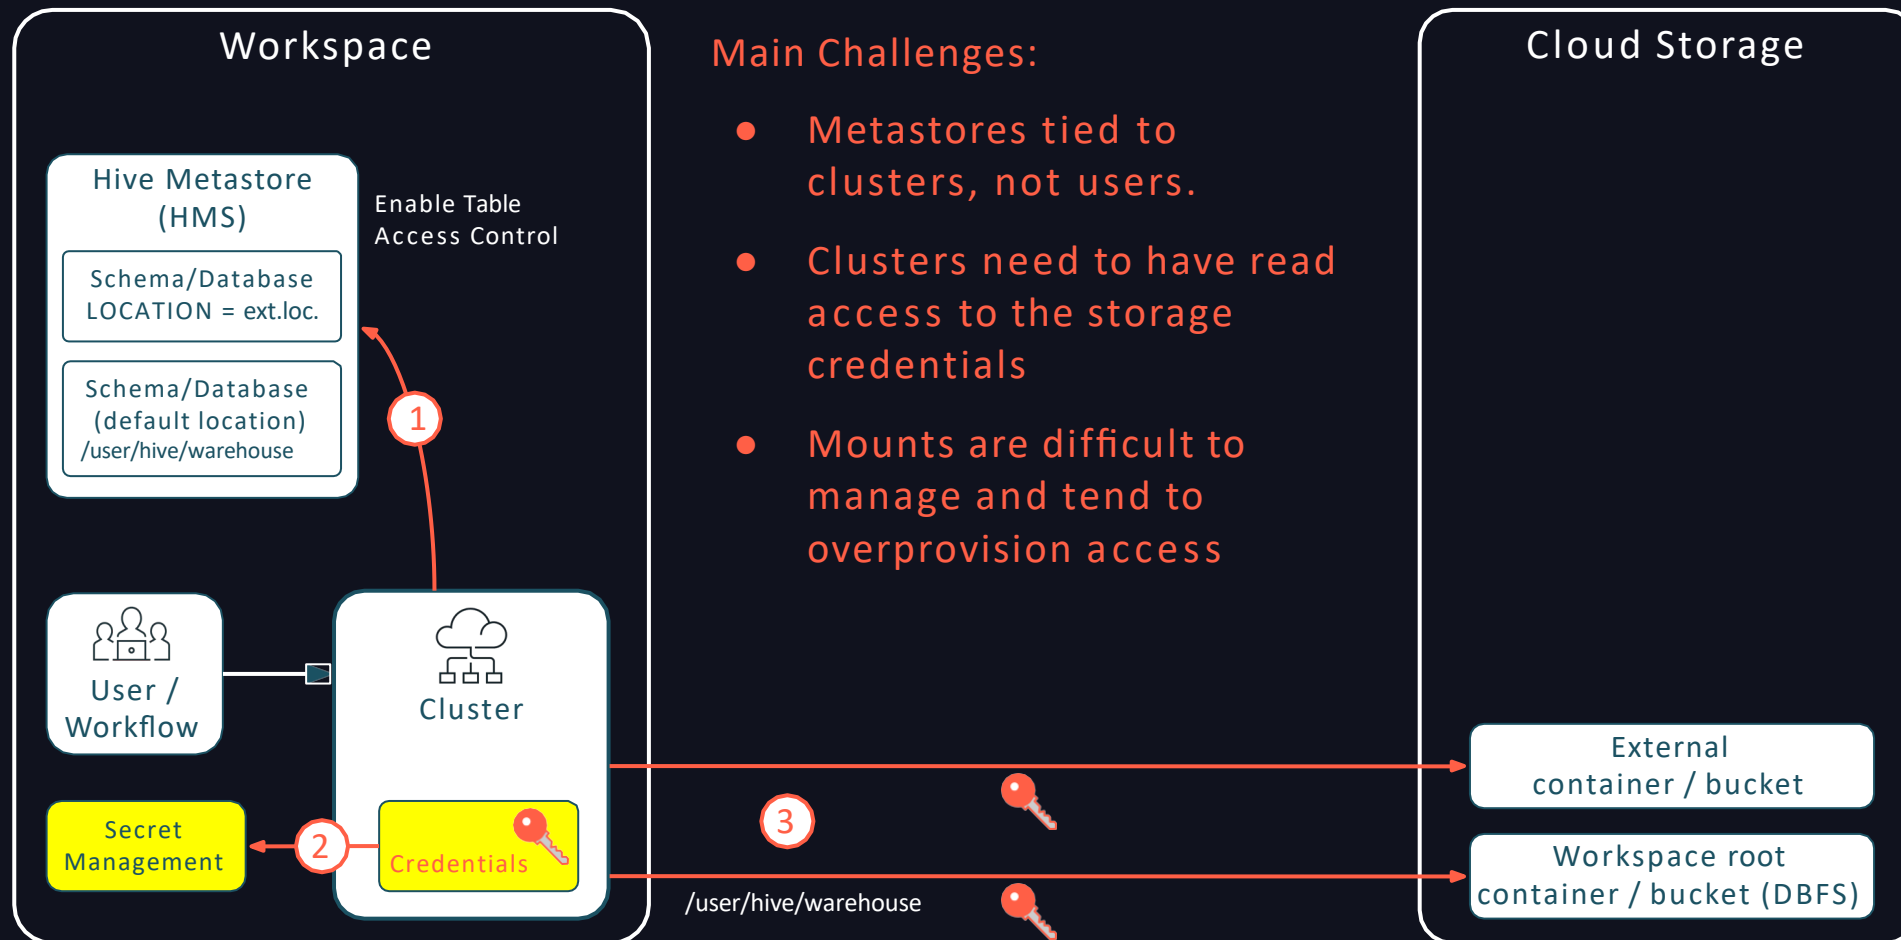 Workspace
Hive Metastore
(HMS)
Schema/Database
LOCATION = ext.loc.
Schema/Database
(default location)
/user/hive/warehouse
Enable Table
Access Control
1
User /
Workflow
Cluster
Secret
Management
2
Credentials
Main Challenges:
● Metastores tied to
clusters, not users.
● Clusters need to have read
access to the storage
credentials
● Mounts are difficult to
manage and tend to
overprovision access
3
/user/hive/warehouse
Cloud Storage
External
container / bucket
Workspace root
container / bucket (DBFS)